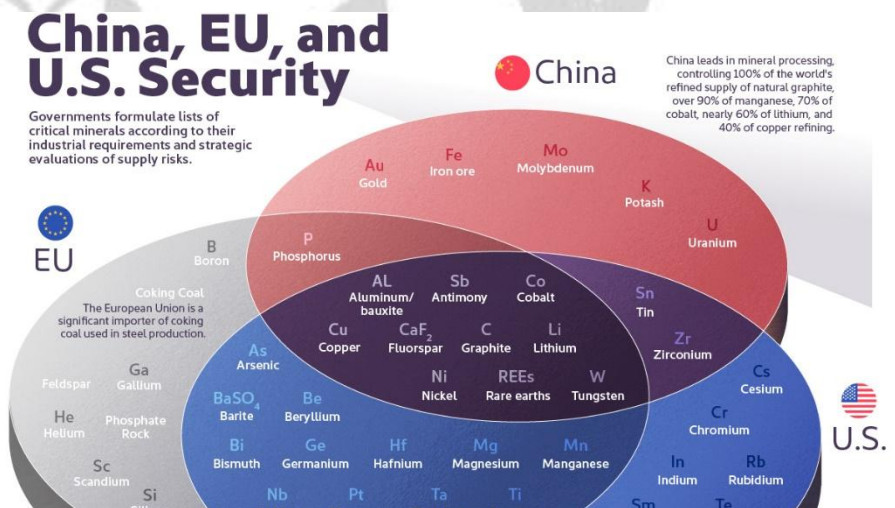 China, EU, and
U.S. Security
Governments formulate lists of
critical minerals according to their
industrial requirements and strategic
evaluations of supply risks.
China
China leads in mineral processing,
controlling 100% of the world's
refined supply of natural graphite,
over 90% of manganese, 70% of
cobalt, nearly 60% of lithium, and
40% of copper refining.
Au
Gold
Fe
Iron ore
Mo
Molybdenum
K
Potash
U
Uranium
EU
B
Boron
P
Phosphorus
Coking Coal
The European Union is a
significant importer of coking
coal used in steel production.
AL
Aluminum/
bauxite
Sb
Antimony
Co
Cobalt
Sn
Tin
Cu
Copper
CaF2
Fluorspar
C
Graphite
Li
Lithium
Zr
Zirconium
As
Arsenic
Ni
Nickel
REEs
Rare earths
W
Tungsten
Cs
Cesium
Feldspar
Ga
Gallium
BaSO4
Barite
Be
Beryllium
Cr
Chromium
U.S.
He
Helium
Phosphate
Rock
Bi
Bismuth
Ge
Germanium
Hf
Hafnium
Mg
Magnesium
Mn
Manganese
In
Indium
Rb
Rubidium
Sc
Scandium
Si
Nb
Pt
Ta
Ti
Sm
Te